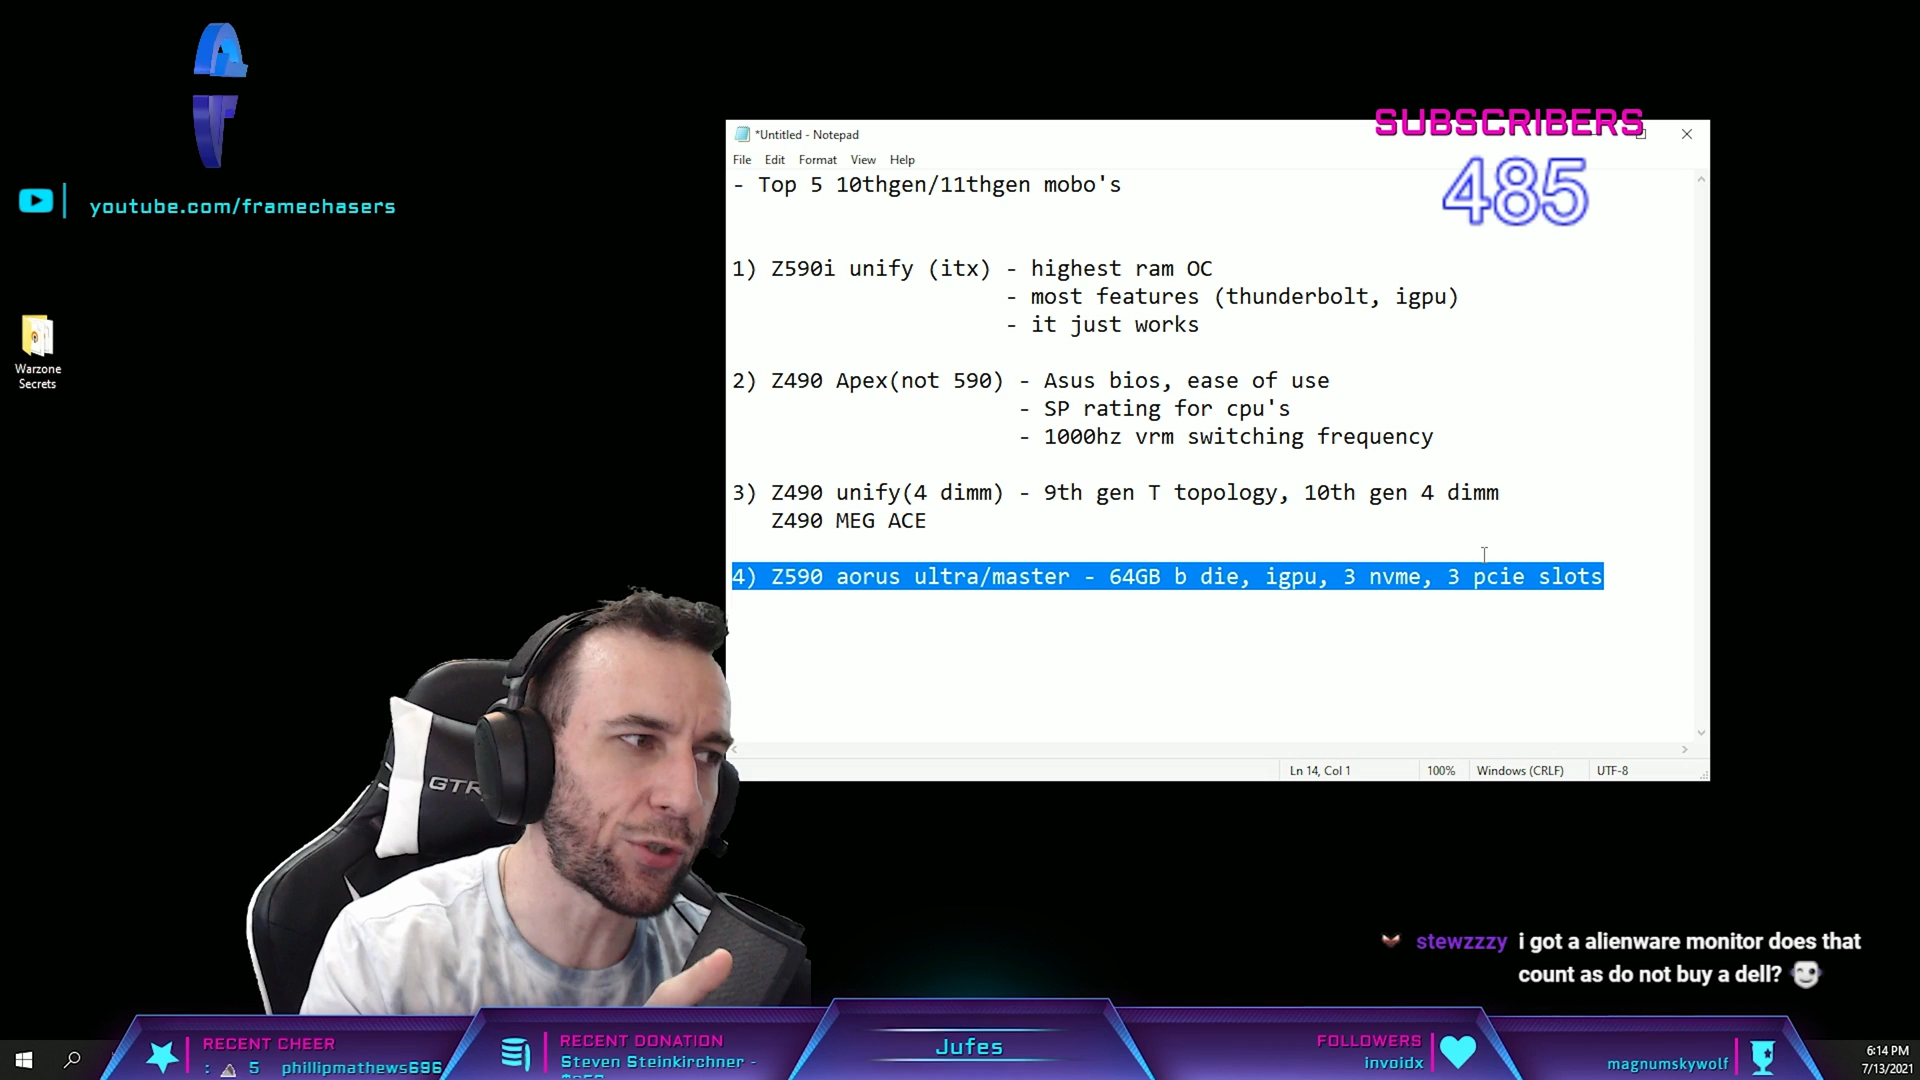 SUBSCRIBERS
485
*Untitled - Notepad
File Edit Format View Help
- Top 5 10thgen/11thgen mobo's
youtube.com/framechasers
1) Z590i unify (itx) - highest ram OC
- most features (thunderbolt, igpu)
- it just works
Warzone
Secrets
2) Z490 Apex(not 590) - Asus bios, ease of use
- SP rating for cpu's
- 1000hz vrm switching frequency
3) Z490 unify(4 dimm) - 9th gen T topology, 10th gen 4 dimm
Z490 MEG ACE
4) Z590 aorus ultra/master - 64GB b die, igpu, 3 nvme, 3 pcie slots
Ln 14, Col 1 100% Windows (CRLF) UTF-8
stewzzzy i got a alienware monitor does that
count as do not buy a dell?
RECENT CHEER
: 5 phillipmathews696
RECENT DONATION
Steven Steinkirchner -
Jufes
FOLLOWERS
invoidx
magnumskywolf
6:14 PM
7/13/2021